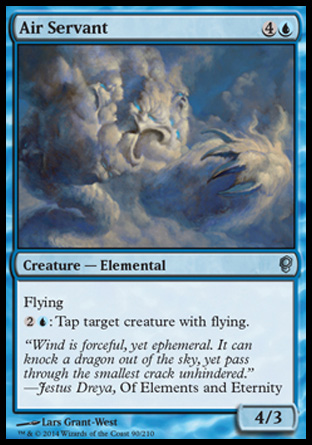 Air Servant 4
Creature — Elemental
Flying
2 : Tap target creature with flying.
“Wind is forceful, yet ephemeral. It can
knock a dragon out of the sky, yet pass
through the smallest crack unhindered.”
—Jestus Dreya, Of Elements and Eternity
Lars Grant-West
™ & © 2014 Wizards of the Coast 90/210
4/3